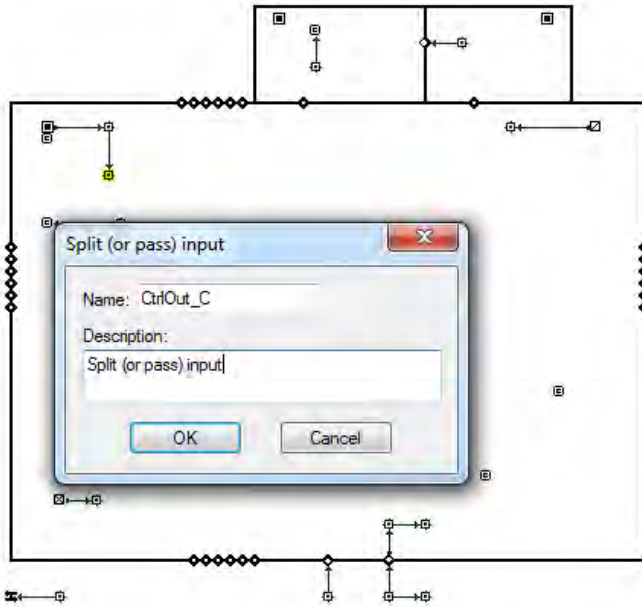 Split (or pass) input
Name: CtrlOut_C
Description:
Split (or pass) input
OK
Cancel